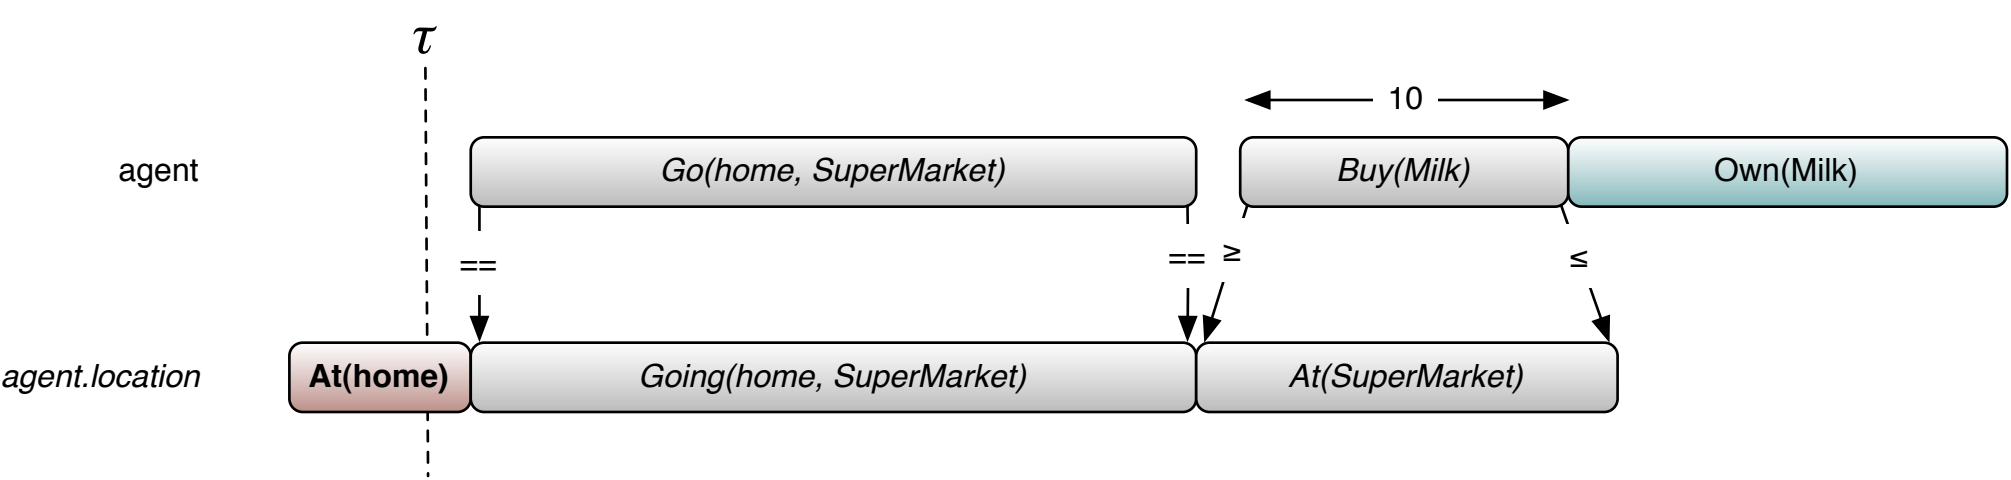 τ
10
agent
Go(home, SuperMarket)
Buy(Milk)
Own(Milk)
==
== ≥
≤
agent.location
At(home)
Going(home, SuperMarket)
At(SuperMarket)